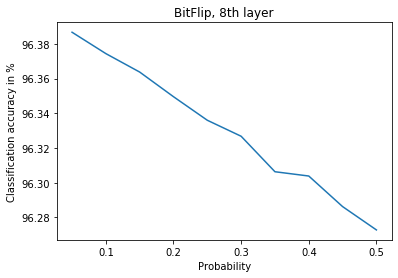 BitFlip, 8th layer
Classification accuracy in %
96.38
96.36
96.34
96.32
96.30
96.28
0.1 0.2 0.3 0.4 0.5
Probability